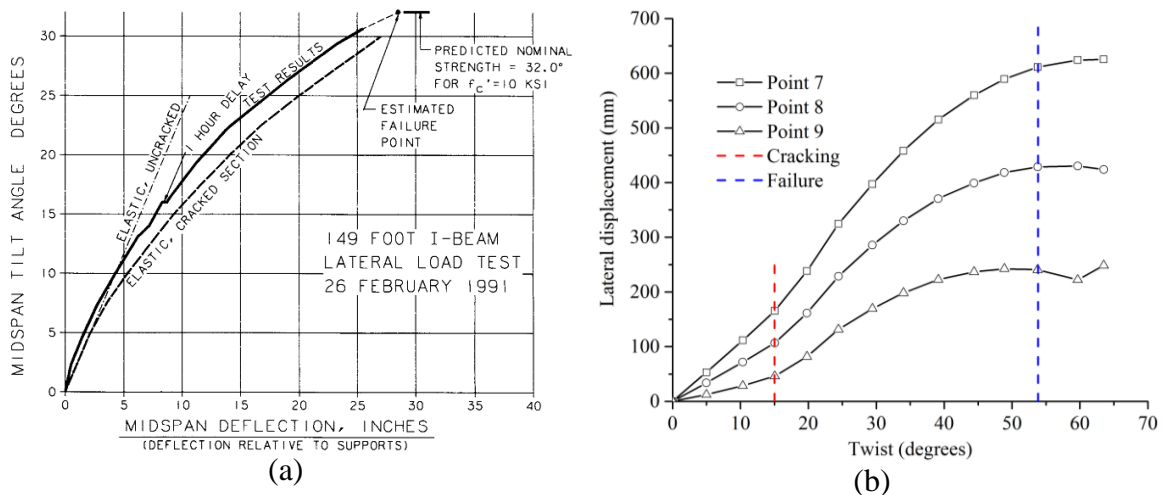 MIDSPAN TILT ANGLE DEGREES
30
25
20
15
10
5
0
0 5 10 15 20 25 30 35 40
ELASTIC, UNCRACKED
1 HOUR DELAY
TEST RESULTS
ELASTIC, CRACKED SECTION
PREDICTED NOMINAL
STRENGTH = 32.0°
FOR fc'=10 KSI
ESTIMATED
FAILURE
POINT
149 FOOT I-BEAM
LATERAL LOAD TEST
26 FEBRUARY 1991
MIDSPAN DEFLECTION, INCHES
(DEFLECTION RELATIVE TO SUPPORTS)
(a)
Lateral displacement (mm)
700
600
500
400
300
200
100
0
Point 7
Point 8
Point 9
Cracking
Failure
0 10 20 30 40 50 60 70
Twist (degrees)
(b)